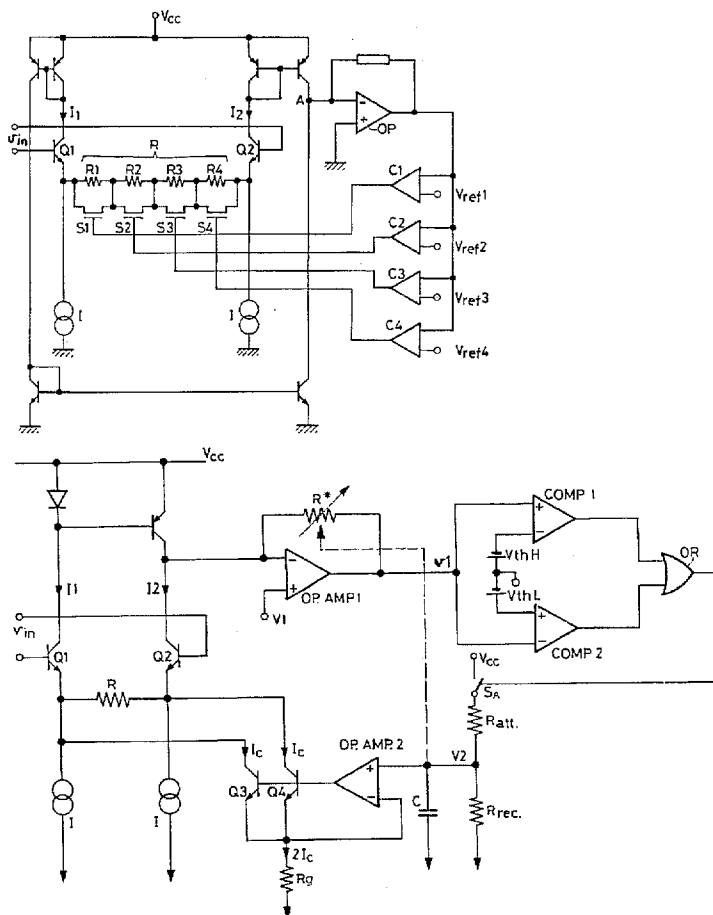 Vcc
I1
I2
A
OP
vin
Q1
Q2
R
R1
R2
R3
R4
S1
S2
S3
S4
C1
Vref1
C2
Vref2
C3
Vref3
C4
Vref4
I
I
Vcc
R*
COMP 1
VthH
OR
v1
VthL
OP. AMP.1
V1
COMP 2
I1
I2
vin
Q1
Q2
Vcc
SA
Ratt.
R
Ic
Ic
OP. AMP. 2
V2
Q3
Q4
C
Rrec.
I
I
2Ic
Rg